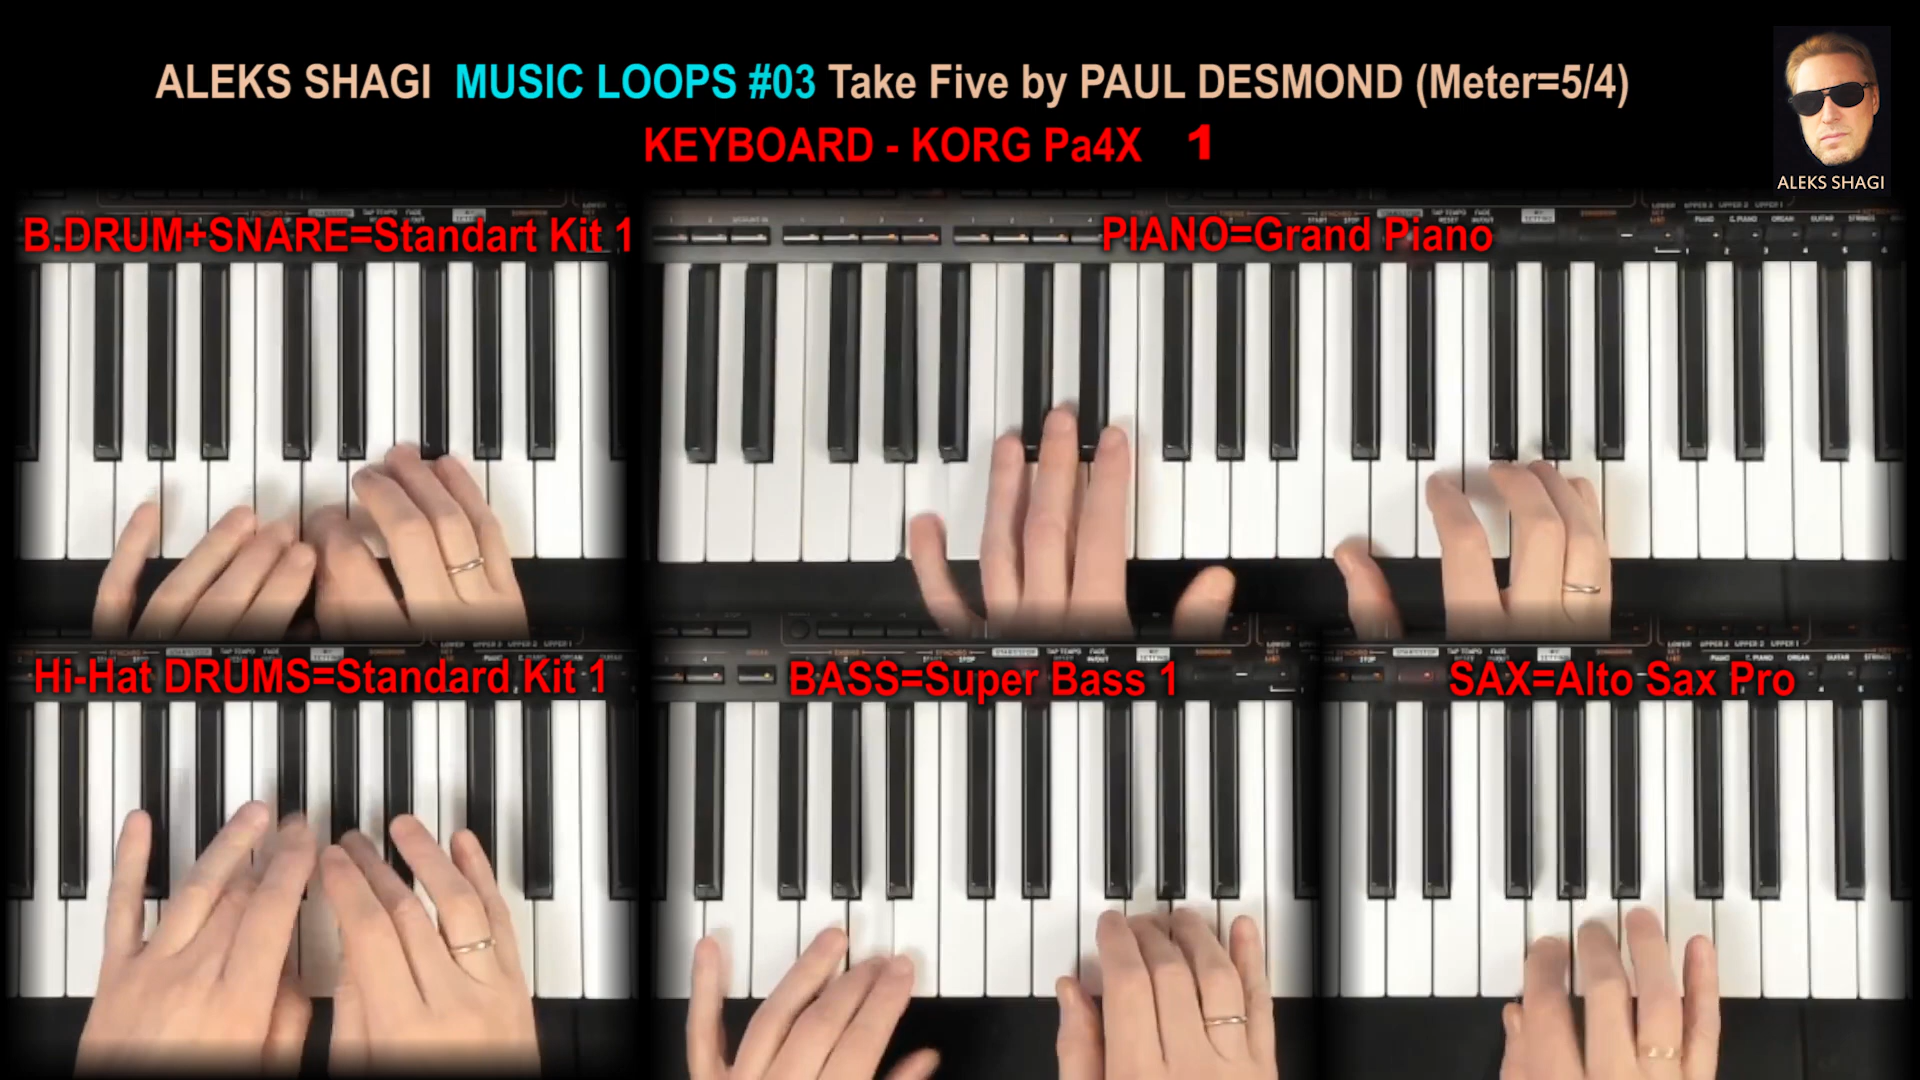 ALEKS SHAGI MUSIC LOOPS #03 Take Five by PAUL DESMOND (Meter=5/4)
KEYBOARD - KORG Pa4X 1
ALEKS SHAGI
B.DRUM+SNARE=Standart Kit 1
PIANO=Grand Piano
Hi-Hat DRUMS=Standard Kit 1
BASS=Super Bass 1
SAX=Alto Sax Pro